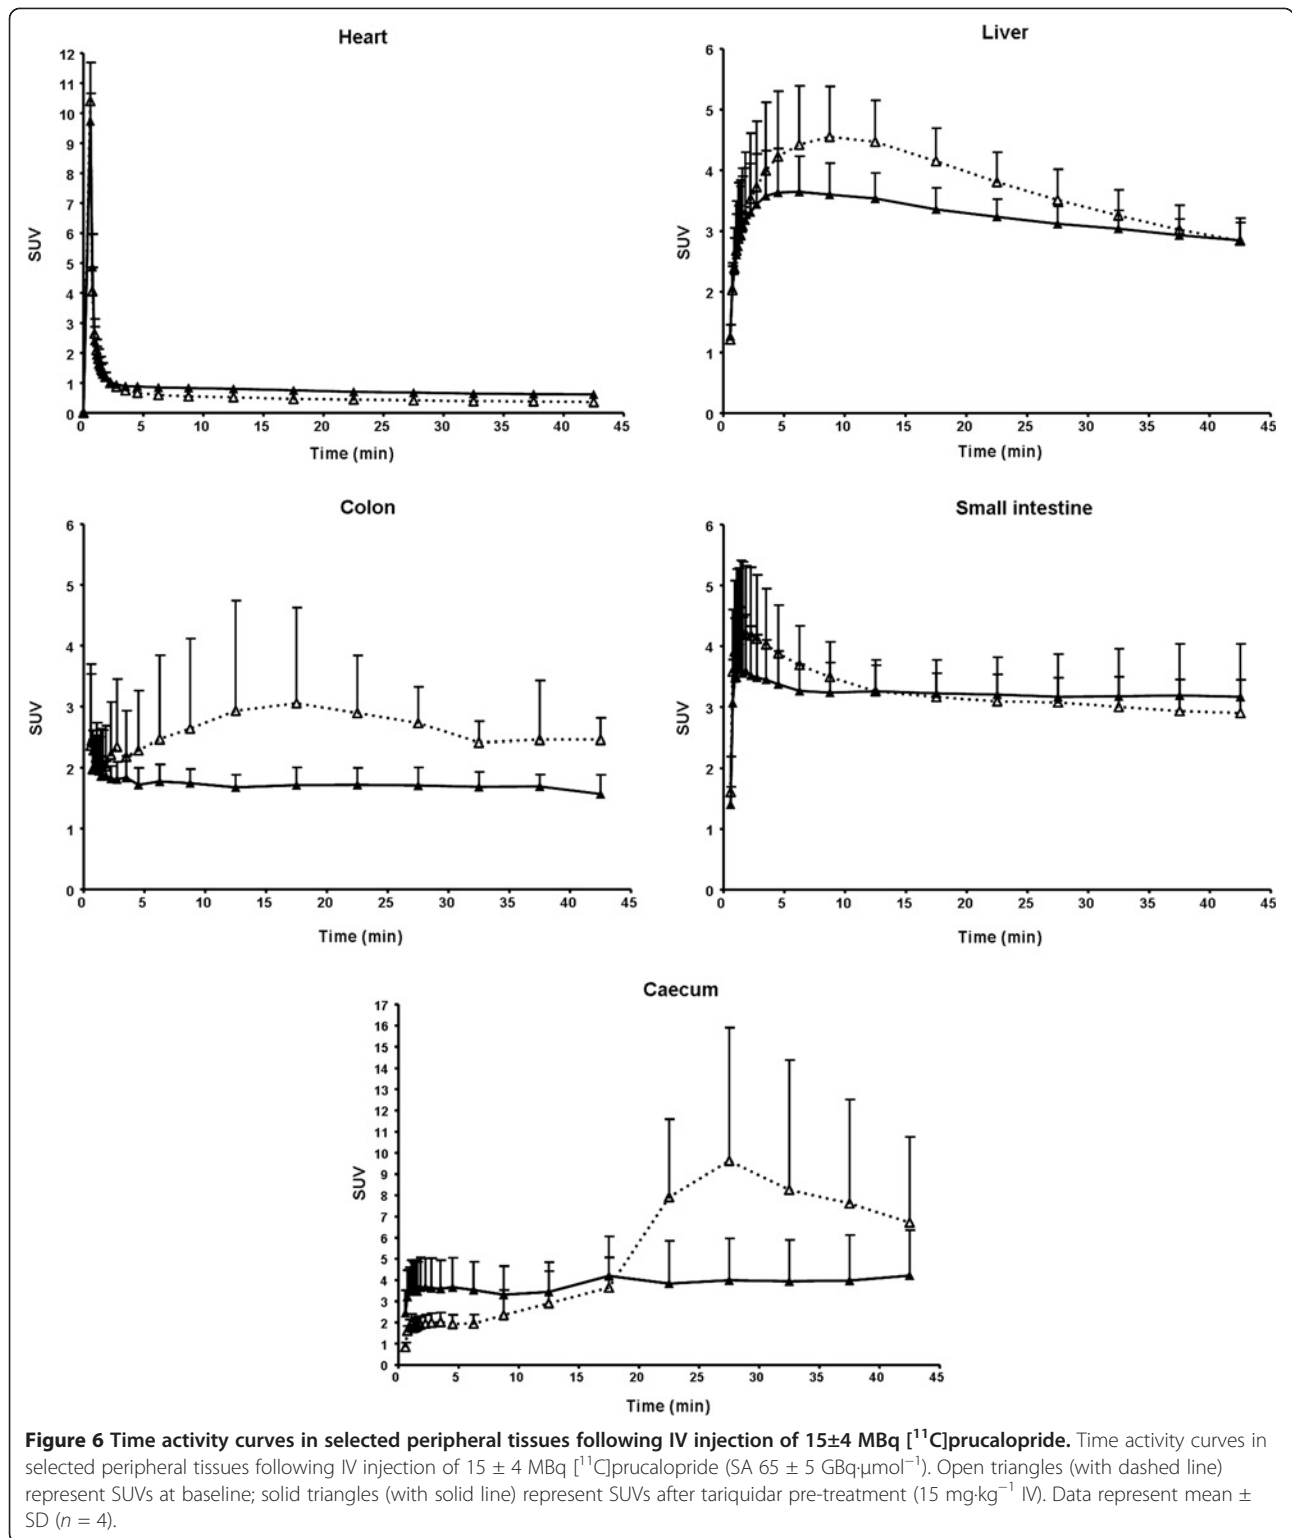 Heart
12
11
10
9
8
7
6
5
4
3
2
1
0
SUV
0 5 10 15 20 25 30 35 40 45
Time (min)
Liver
6
5
4
3
2
1
0
SUV
0 5 10 15 20 25 30 35 40 45
Time (min)
Colon
6
5
4
3
2
1
0
SUV
0 5 10 15 20 25 30 35 40 45
Time (min)
Small intestine
6
5
4
3
2
1
0
SUV
0 5 10 15 20 25 30 35 40 45
Time (min)
Caecum
17
16
15
14
13
12
11
10
9
8
7
6
5
4
3
2
1
0
SUV
0 5 10 15 20 25 30 35 40 45
Time (min)
Figure 6 Time activity curves in selected peripheral tissues following IV injection of 15±4 MBq [¹¹C]prucalopride. Time activity curves in
selected peripheral tissues following IV injection of 15 ± 4 MBq [¹¹C]prucalopride (SA 65 ± 5 GBq·μmol⁻¹). Open triangles (with dashed line)
represent SUVs at baseline; solid triangles (with solid line) represent SUVs after tariquidar pre-treatment (15 mg·kg⁻¹ IV). Data represent mean ±
SD (n = 4).